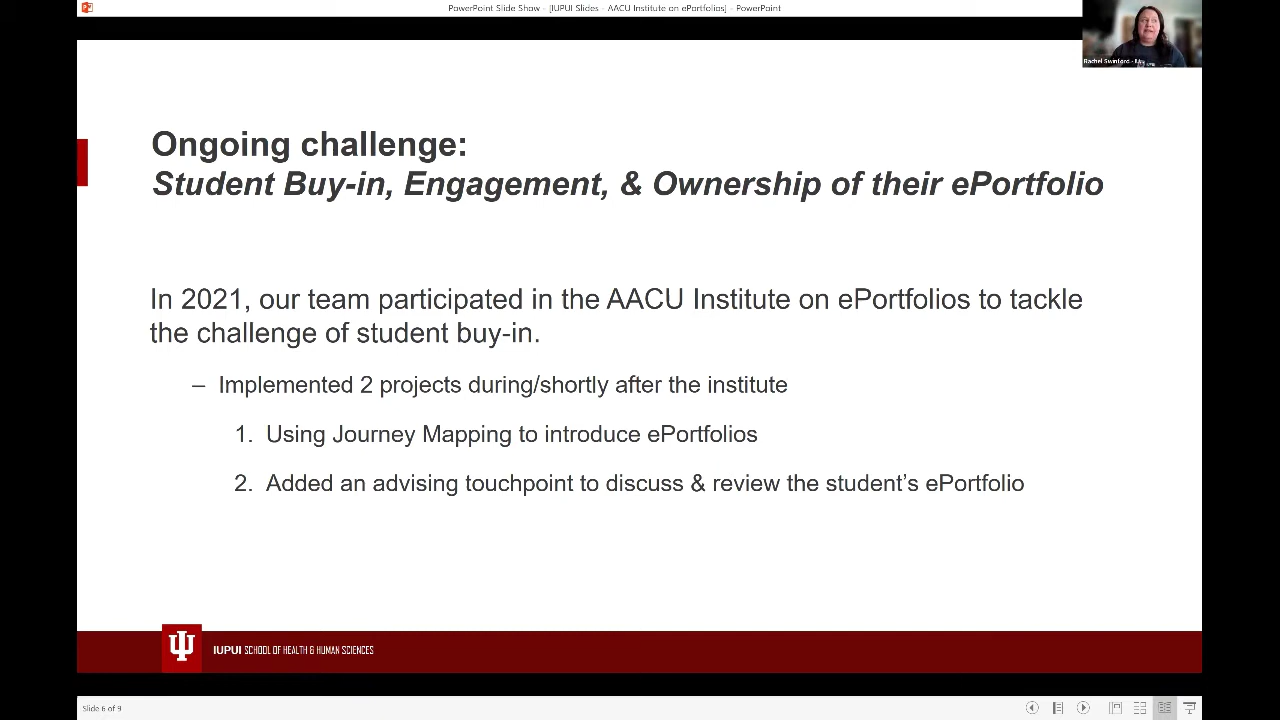 PowerPoint Slide Show - [IUPUI Slides - AACU Institute on ePortfolios] - PowerPoint
Rachel Swinford - IU
Ongoing challenge:
Student Buy-in, Engagement, & Ownership of their ePortfolio
In 2021, our team participated in the AACU Institute on ePortfolios to tackle
the challenge of student buy-in.
– Implemented 2 projects during/shortly after the institute
1. Using Journey Mapping to introduce ePortfolios
2. Added an advising touchpoint to discuss & review the student’s ePortfolio
IUPUI SCHOOL OF HEALTH & HUMAN SCIENCES
Slide 6 of 9